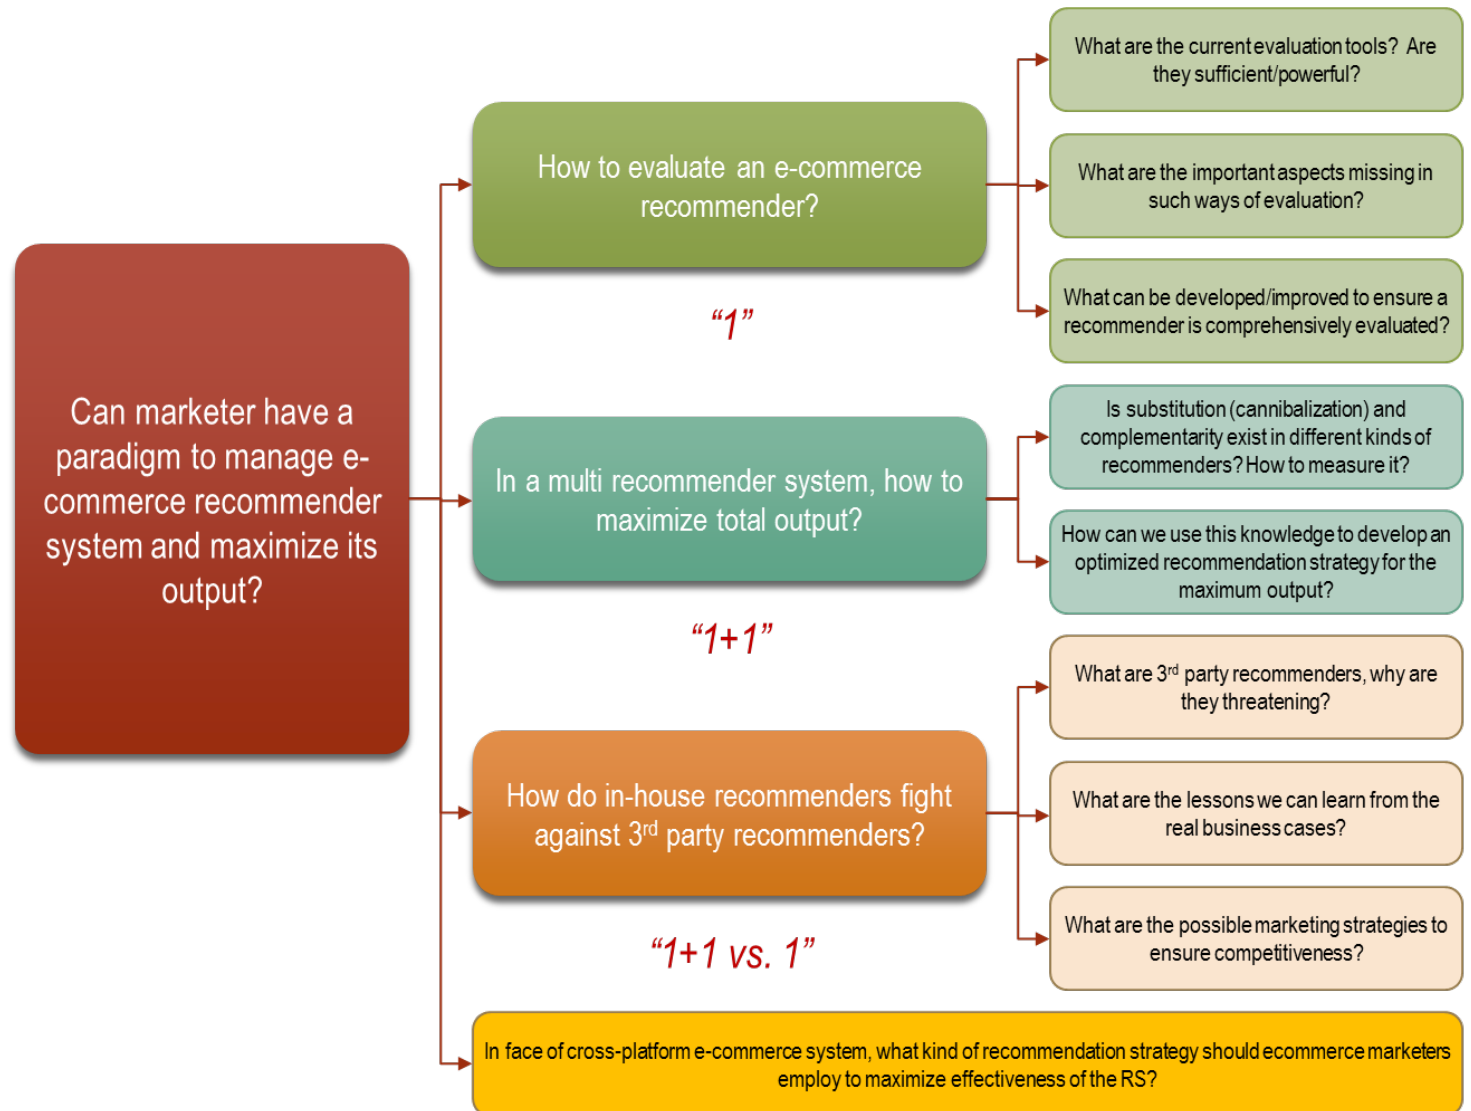 Can marketer have a
paradigm to manage e-
commerce recommender
system and maximize its
output?
How to evaluate an e-commerce
recommender?
“1”
What are the current evaluation tools? Are
they sufficient/powerful?
What are the important aspects missing in
such ways of evaluation?
What can be developed/improved to ensure a
recommender is comprehensively evaluated?
In a multi recommender system, how to
maximize total output?
“1+1”
Is substitution (cannibalization) and
complementarity exist in different kinds of
recommenders? How to measure it?
How can we use this knowledge to develop an
optimized recommendation strategy for the
maximum output?
How do in-house recommenders fight
against 3rd party recommenders?
“1+1 vs. 1”
What are 3rd party recommenders, why are
they threatening?
What are the lessons we can learn from the
real business cases?
What are the possible marketing strategies to
ensure competitiveness?
In face of cross-platform e-commerce system, what kind of recommendation strategy should ecommerce marketers
employ to maximize effectiveness of the RS?